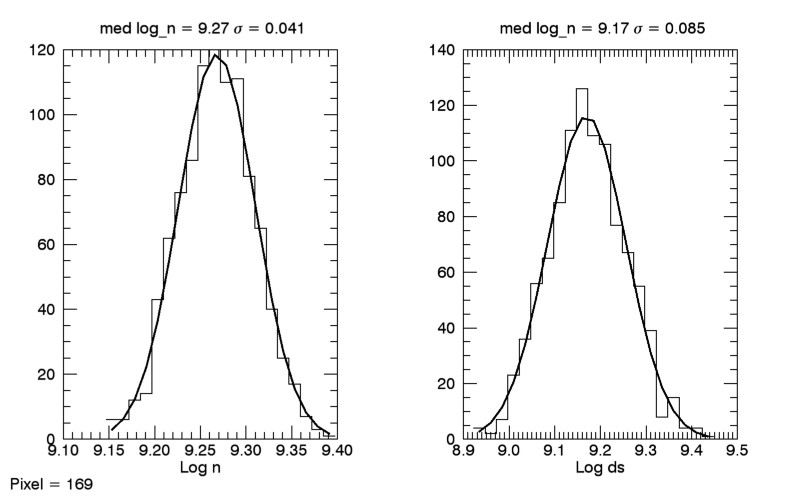 med log_n = 9.27 σ = 0.041
120
100
80
60
40
20
0
9.10 9.15 9.20 9.25 9.30 9.35 9.40
Log n
med log_n = 9.17 σ = 0.085
140
120
100
80
60
40
20
0
8.9 9.0 9.1 9.2 9.3 9.4 9.5
Log ds
Pixel = 169